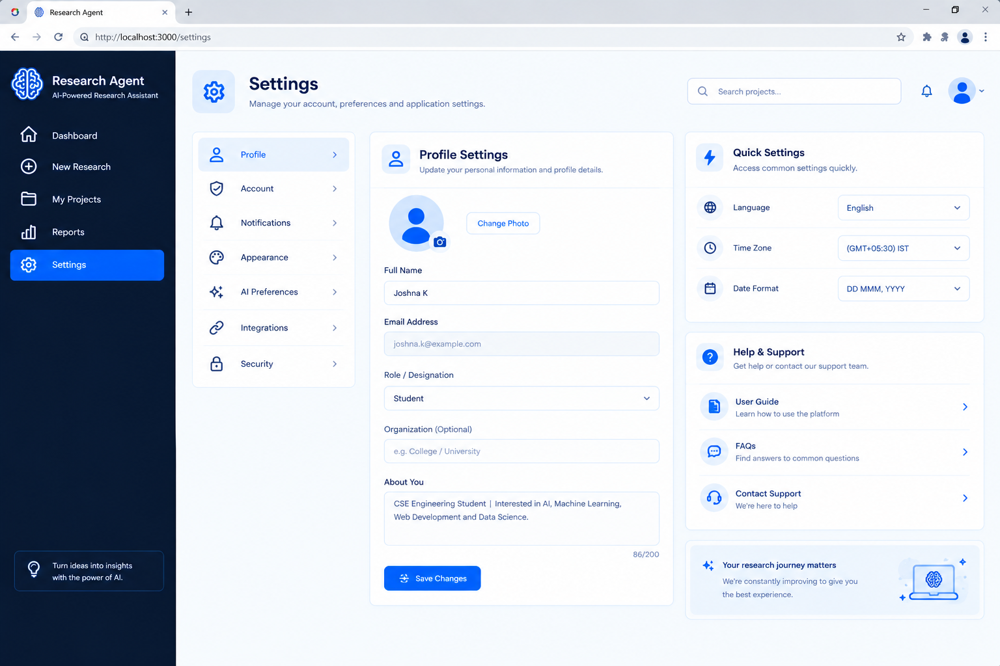 Research Agent
http://localhost:3000/settings
Research Agent
AI-Powered Research Assistant
Dashboard
New Research
My Projects
Reports
Settings
Turn ideas into insights
with the power of AI.
Settings
Manage your account, preferences and application settings.
Search projects...
Profile
Account
Notifications
Appearance
AI Preferences
Integrations
Security
Profile Settings
Update your personal information and profile details.
Change Photo
Full Name
Joshna K
Email Address
joshna.k@example.com
Role / Designation
Student
Organization (Optional)
e.g. College / University
About You
CSE Engineering Student | Interested in AI, Machine Learning,
Web Development and Data Science.
86/200
Save Changes
Quick Settings
Access common settings quickly.
Language
English
Time Zone
(GMT+05:30) IST
Date Format
DD MMM, YYYY
Help & Support
Get help or contact our support team.
User Guide
Learn how to use the platform
FAQs
Find answers to common questions
Contact Support
We're here to help
Your research journey matters
We're constantly improving to give you
the best experience.